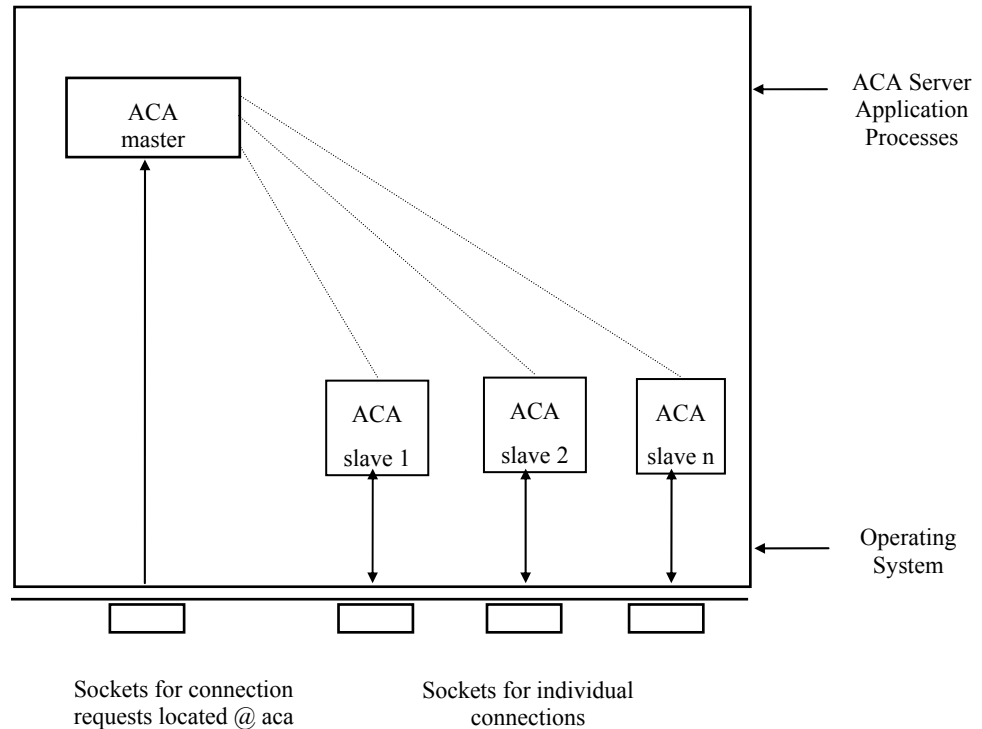 ACA
master
ACA Server
Application
Processes
ACA
slave 1
ACA
slave 2
ACA
slave n
Operating
System
Sockets for connection
requests located @ aca
Sockets for individual
connections